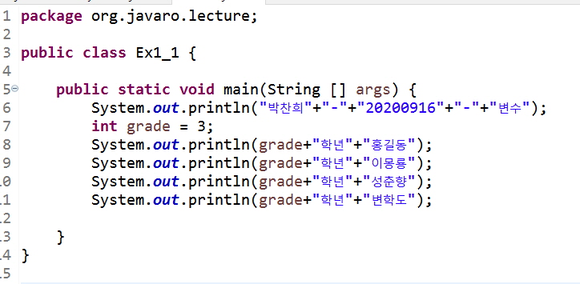 1 package org.javaro.lecture;
2
3 public class Ex1_1 {
4
5 public static void main(String [] args) {
6 System.out.println("박찬희"+"-"+"20200916"+"-"+"변수");
7 int grade = 3;
8 System.out.println(grade+"학년"+"홍길동");
9 System.out.println(grade+"학년"+"이몽룡");
10 System.out.println(grade+"학년"+"성춘향");
11 System.out.println(grade+"학년"+"변학도");
12
13 }
14 }
15